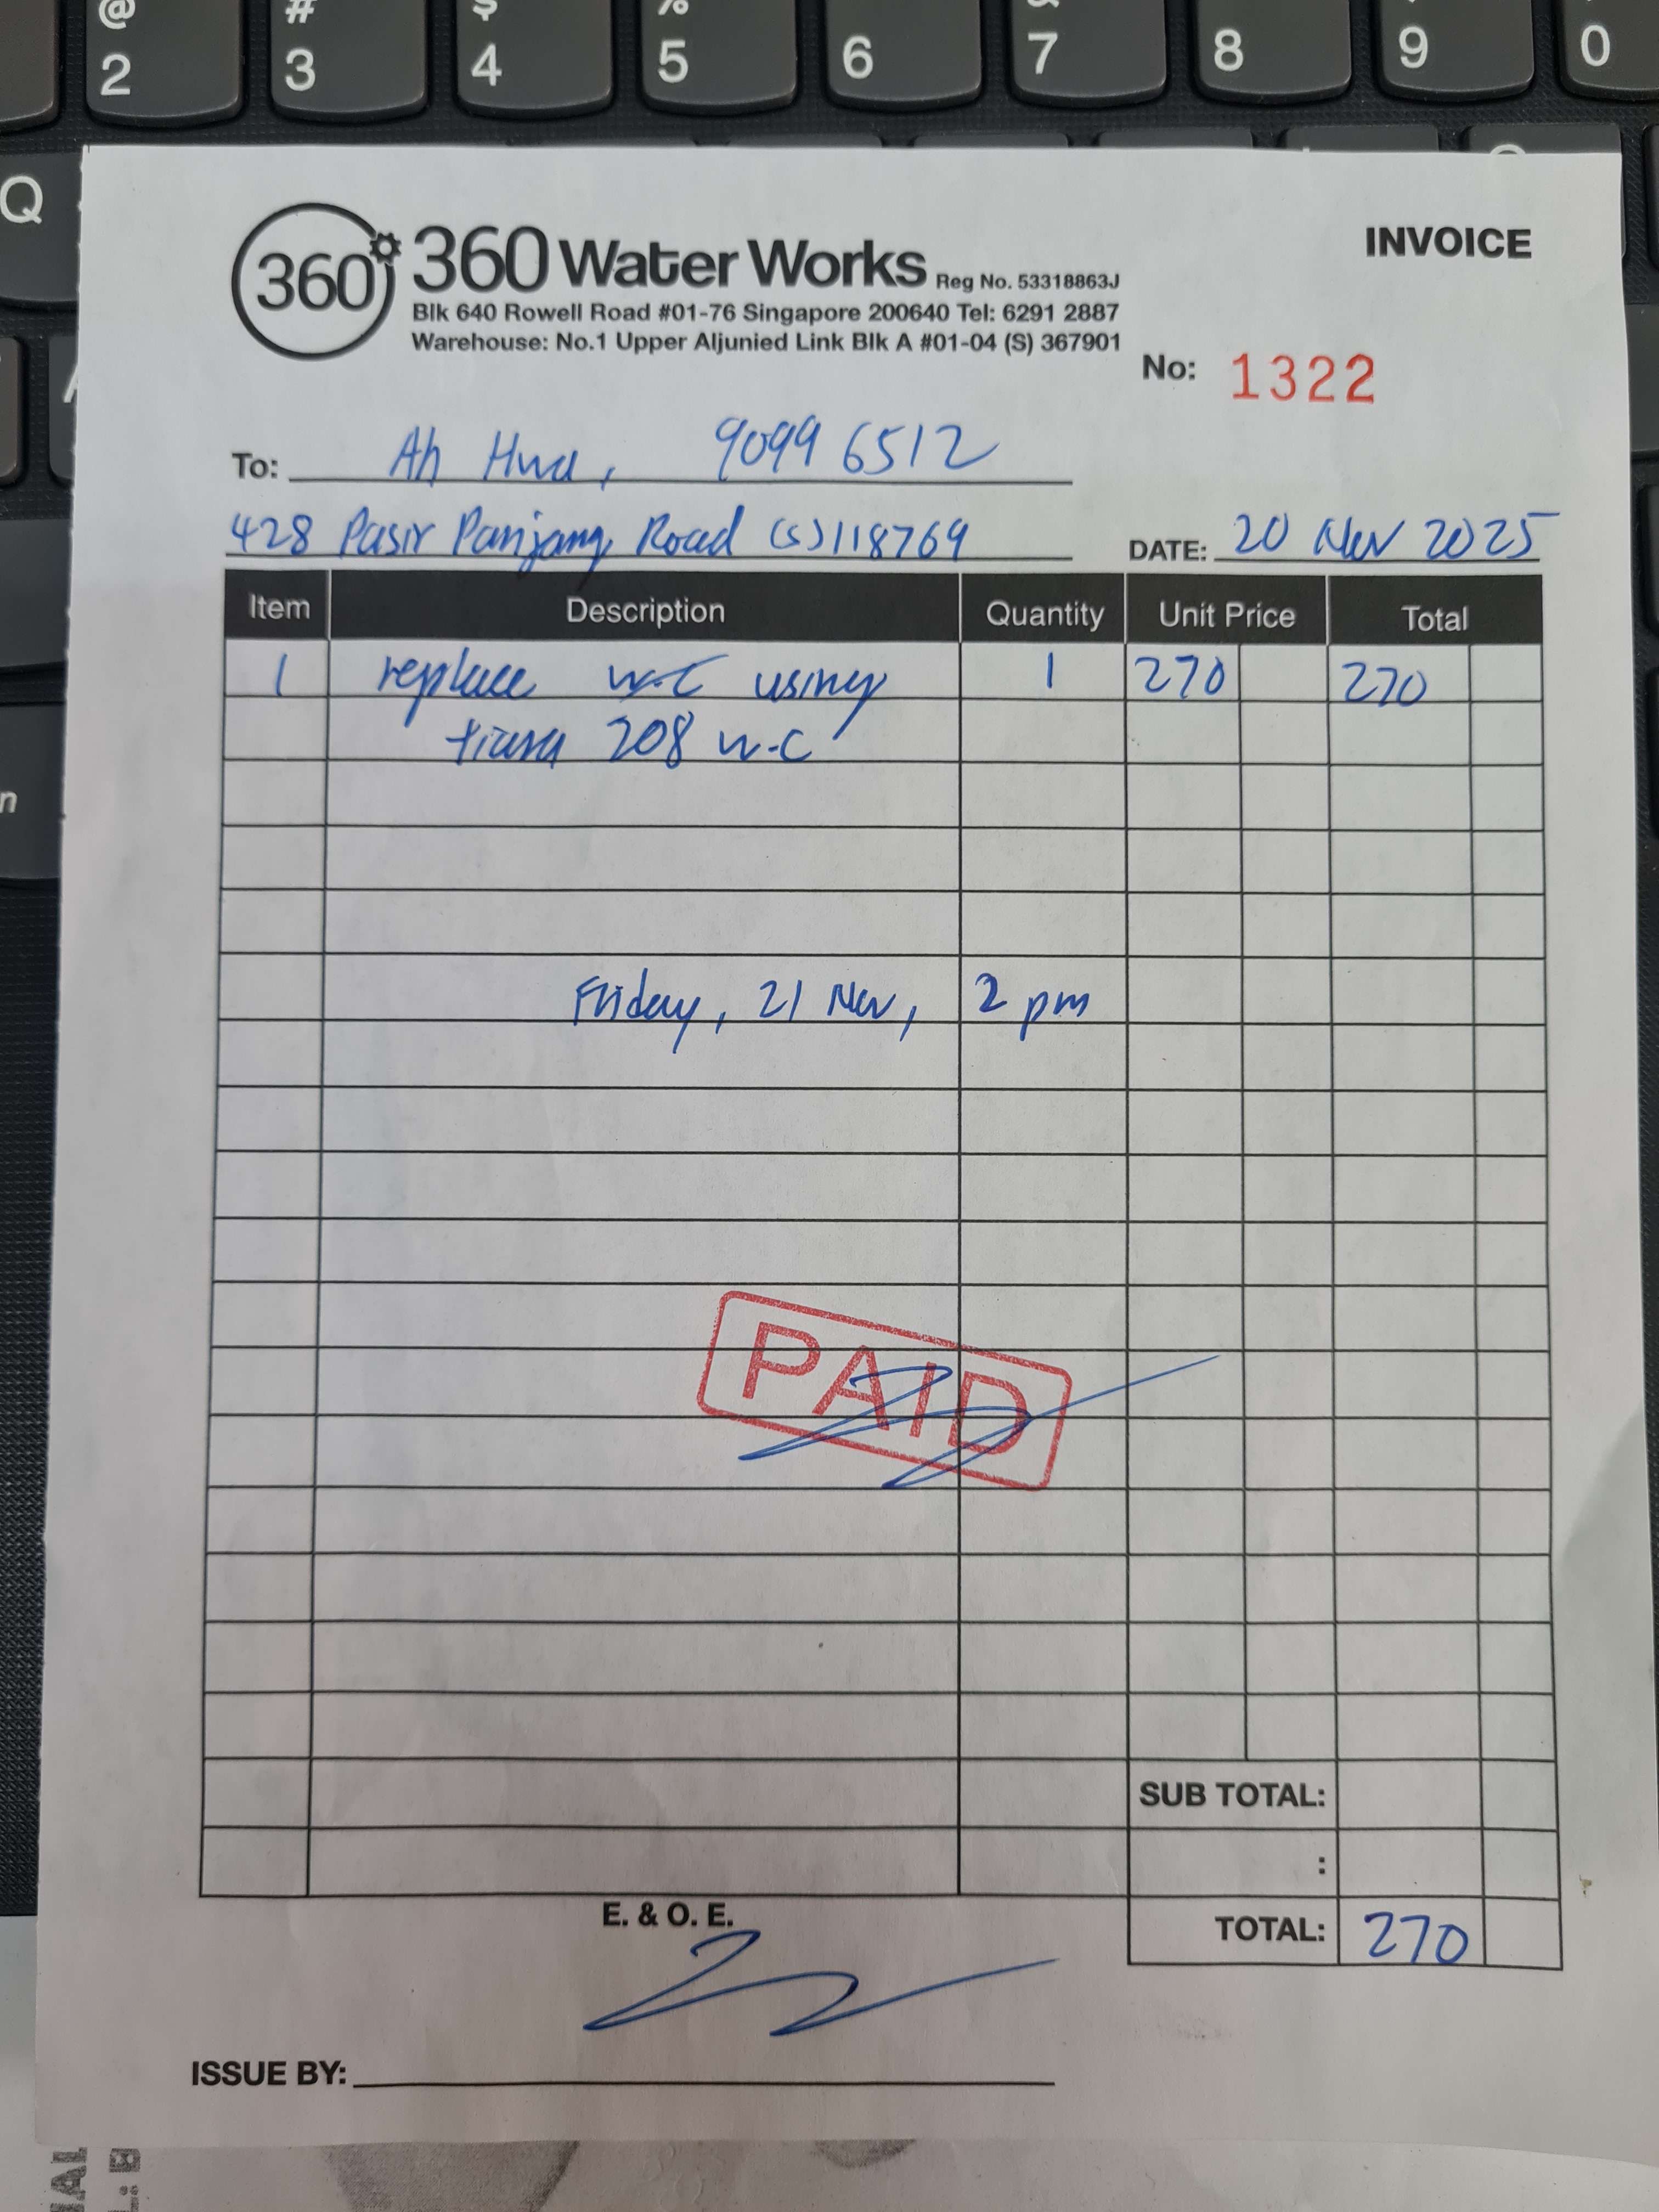 @ # $ % &
2 3 4 5 6 7 8 9 0
Q
n
360°
360 Water Works Reg No. 53318863J
INVOICE
Blk 640 Rowell Road #01-76 Singapore 200640 Tel: 6291 2887
Warehouse: No.1 Upper Aljunied Link Blk A #01-04 (S) 367901
No: 1322
To: Ah Hwa, 9099 6512
428 Pasir Panjang Road (S)118769 DATE: 20 Nov 2025
Item Description Quantity Unit Price Total
1 replace w.c using 1 270 270
tiara 208 w.c
Friday, 21 Nov, 2 pm
PAID
SUB TOTAL:
:
E. & O. E.
TOTAL: 270
ISSUE BY: